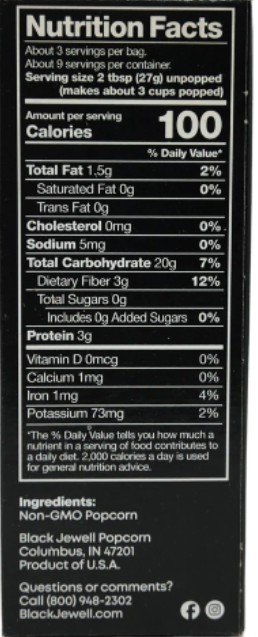 Nutrition Facts
About 3 servings per bag.
About 9 servings per container.
Serving size 2 tbsp (27g) unpopped
(makes about 3 cups popped)
Amount per serving
Calories 100
% Daily Value*
Total Fat 1.5g 2%
Saturated Fat 0g 0%
Trans Fat 0g
Cholesterol 0mg 0%
Sodium 5mg 0%
Total Carbohydrate 20g 7%
Dietary Fiber 3g 12%
Total Sugars 0g
Includes 0g Added Sugars 0%
Protein 3g
Vitamin D 0mcg 0%
Calcium 1mg 0%
Iron 1mg 4%
Potassium 73mg 2%
*The % Daily Value tells you how much a
nutrient in a serving of food contributes to
a daily diet. 2,000 calories a day is used
for general nutrition advice.
Ingredients:
Non-GMO Popcorn
Black Jewell Popcorn
Columbus, IN 47201
Product of U.S.A.
Questions or comments?
Call (800) 948-2302
BlackJewell.com